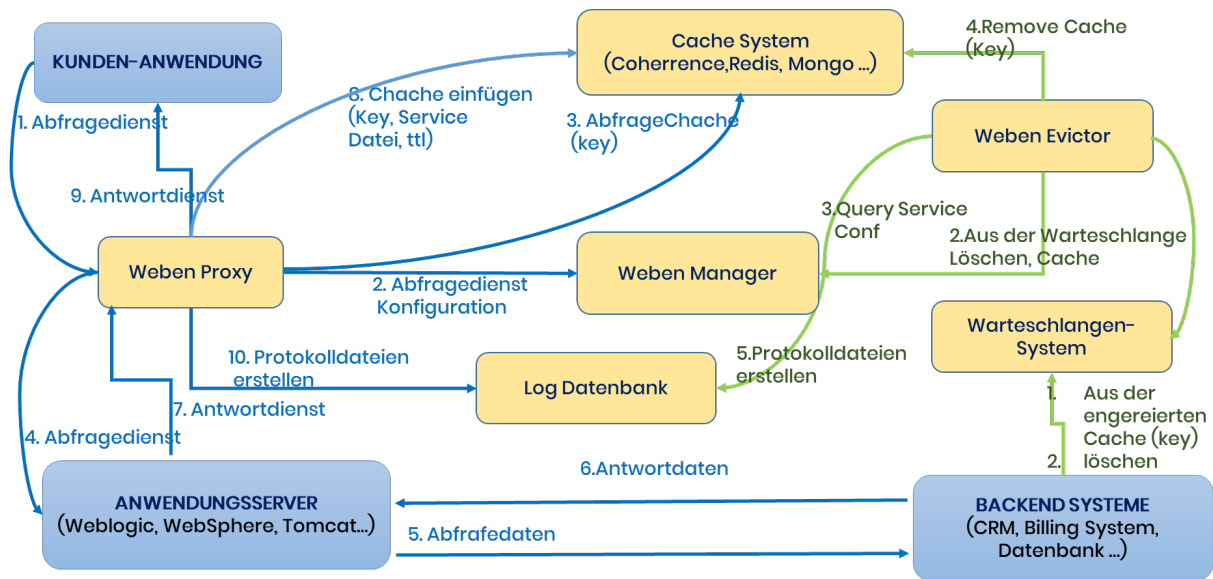 KUNDEN-ANWENDUNG
Cache System
(Coherrence,Redis, Mongo ...)
4.Remove Cache
(Key)
1. Abfragedienst
8. Chache einfügen
(Key, Service
Datei, ttl)
3. AbfrageChache
(key)
Weben Evictor
9. Antwortdienst
3.Query Service
Conf
2.Aus der Warteschlange
Löschen, Cache
Weben Proxy
Weben Manager
2. Abfragedienst
Konfiguration
Warteschlangen-
System
10. Protokolldateien
erstellen
Log Datenbank
5.Protokolldateien
erstellen
7. Antwortdienst
4. Abfragedienst
1. Aus der
engereierten
Cache (key)
2. löschen
6.Antwortdaten
ANWENDUNGSSERVER
(Weblogic, WebSphere, Tomcat...)
5. Abfrafedaten
BACKEND SYSTEME
(CRM, Billing System,
Datenbank ...)